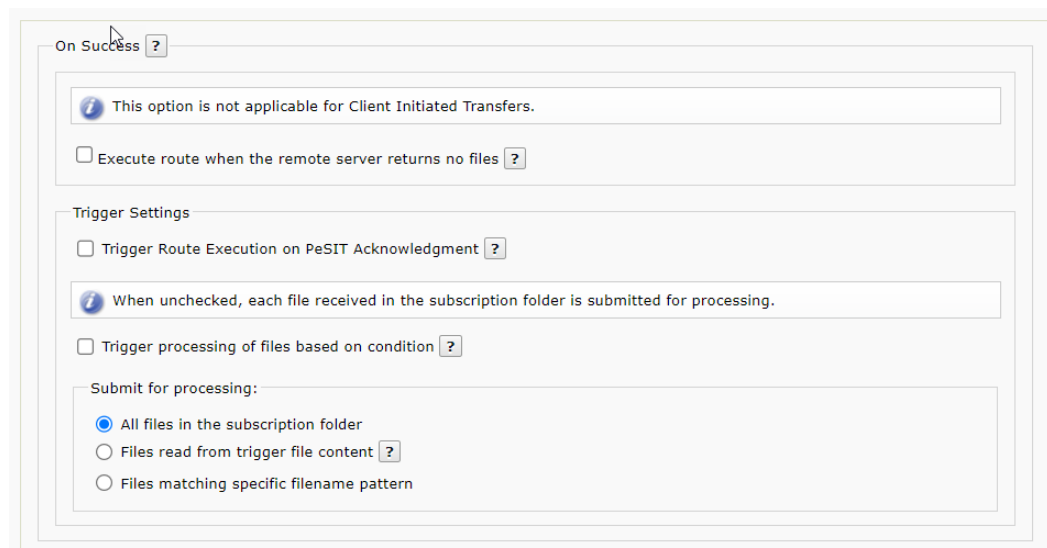 On Success ?
This option is not applicable for Client Initiated Transfers.
Execute route when the remote server returns no files ?
Trigger Settings
Trigger Route Execution on PeSIT Acknowledgment ?
When unchecked, each file received in the subscription folder is submitted for processing.
Trigger processing of files based on condition ?
Submit for processing:
All files in the subscription folder
Files read from trigger file content ?
Files matching specific filename pattern